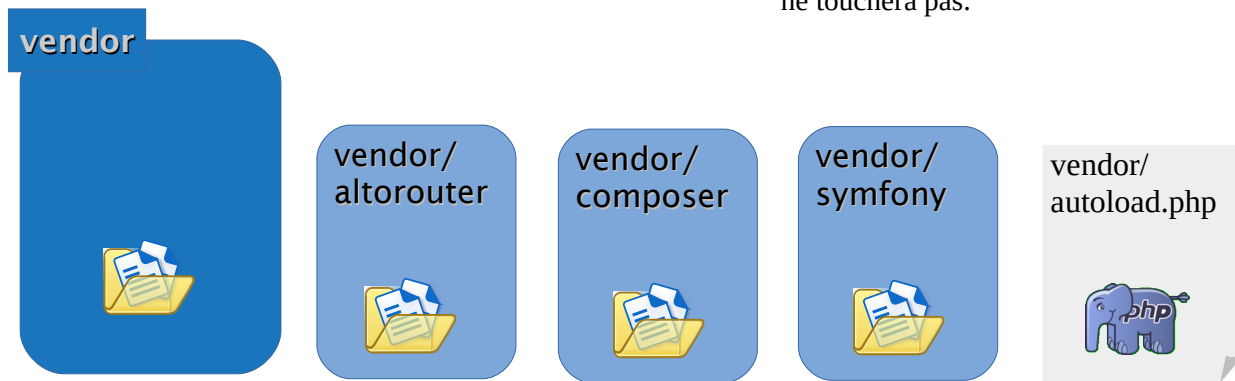 ne touchera pas.
vendor
vendor/
altorouter
vendor/
composer
vendor/
symfony
vendor/
autoload.php
php